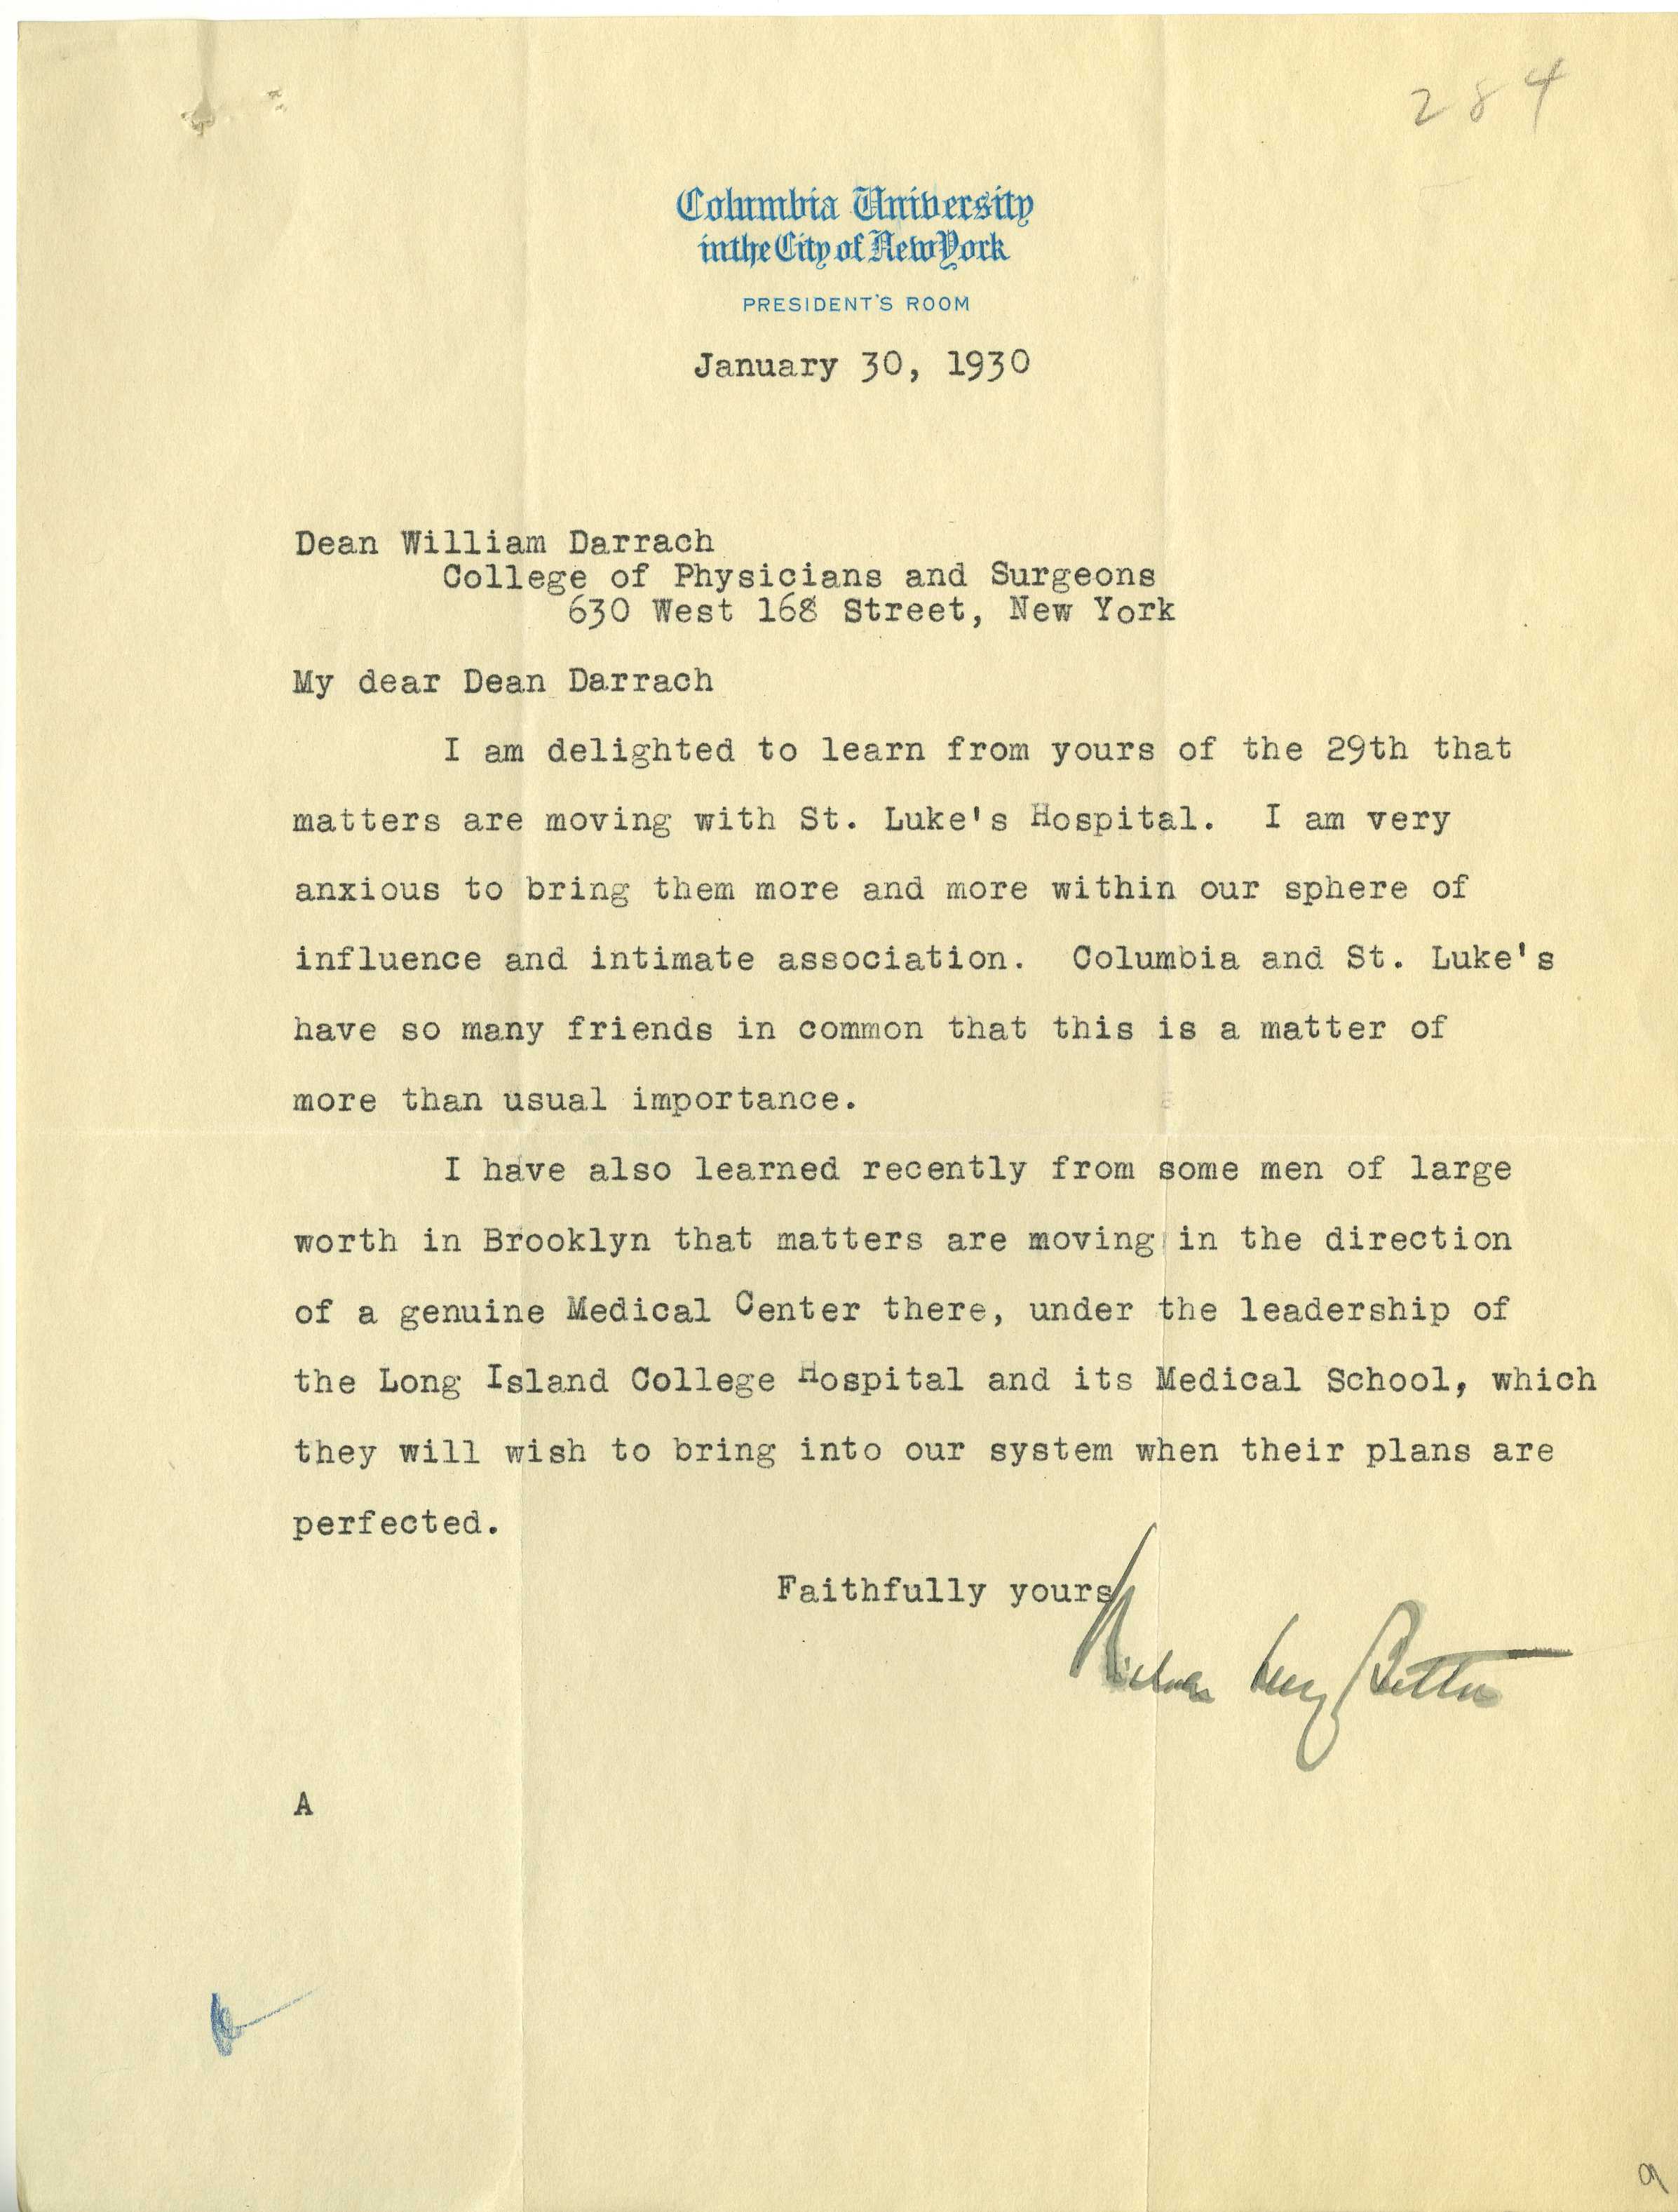 284
Columbia University
in the City of New York
PRESIDENT'S ROOM
January 30, 1930
Dean William Darrach
College of Physicians and Surgeons
630 West 168 Street, New York
My dear Dean Darrach
I am delighted to learn from yours of the 29th that
matters are moving with St. Luke's Hospital. I am very
anxious to bring them more and more within our sphere of
influence and intimate association. Columbia and St. Luke's
have so many friends in common that this is a matter of
more than usual importance.
I have also learned recently from some men of large
worth in Brooklyn that matters are moving in the direction
of a genuine Medical Center there, under the leadership of
the Long Island College Hospital and its Medical School, which
they will wish to bring into our system when their plans are
perfected.
Faithfully yours
Nicholas Murray Butler
A